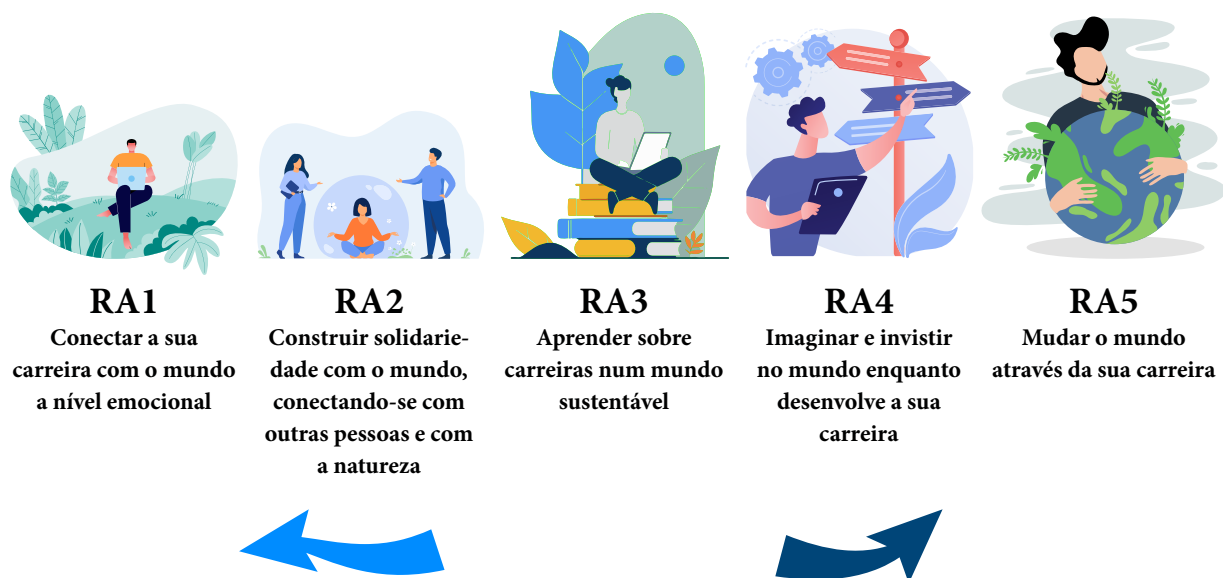 RA1
Conectar a sua
carreira com o mundo
a nível emocional
RA2
Construir solidarie-
dade com o mundo,
conectando-se com
outras pessoas e com
a natureza
RA3
Aprender sobre
carreiras num mundo
sustentável
RA4
Imaginar e invistir
no mundo enquanto
desenvolve a sua
carreira
RA5
Mudar o mundo
através da sua carreira